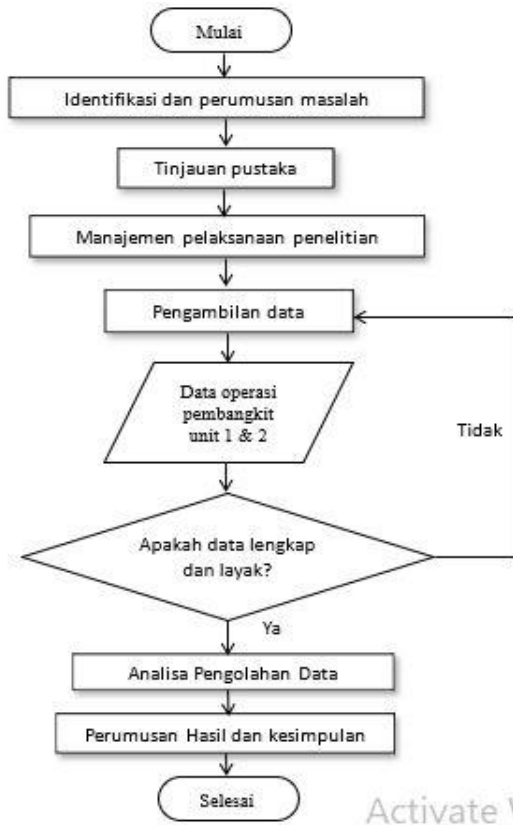 Mulai
Identifikasi dan perumusan masalah
Tinjauan pustaka
Manajemen pelaksanaan penelitian
Pengambilan data
Data operasi
pembangkit
unit 1 & 2
Tidak
Apakah data lengkap
dan layak?
Ya
Analisa Pengolahan Data
Perumusan Hasil dan kesimpulan
Selesai
Activate